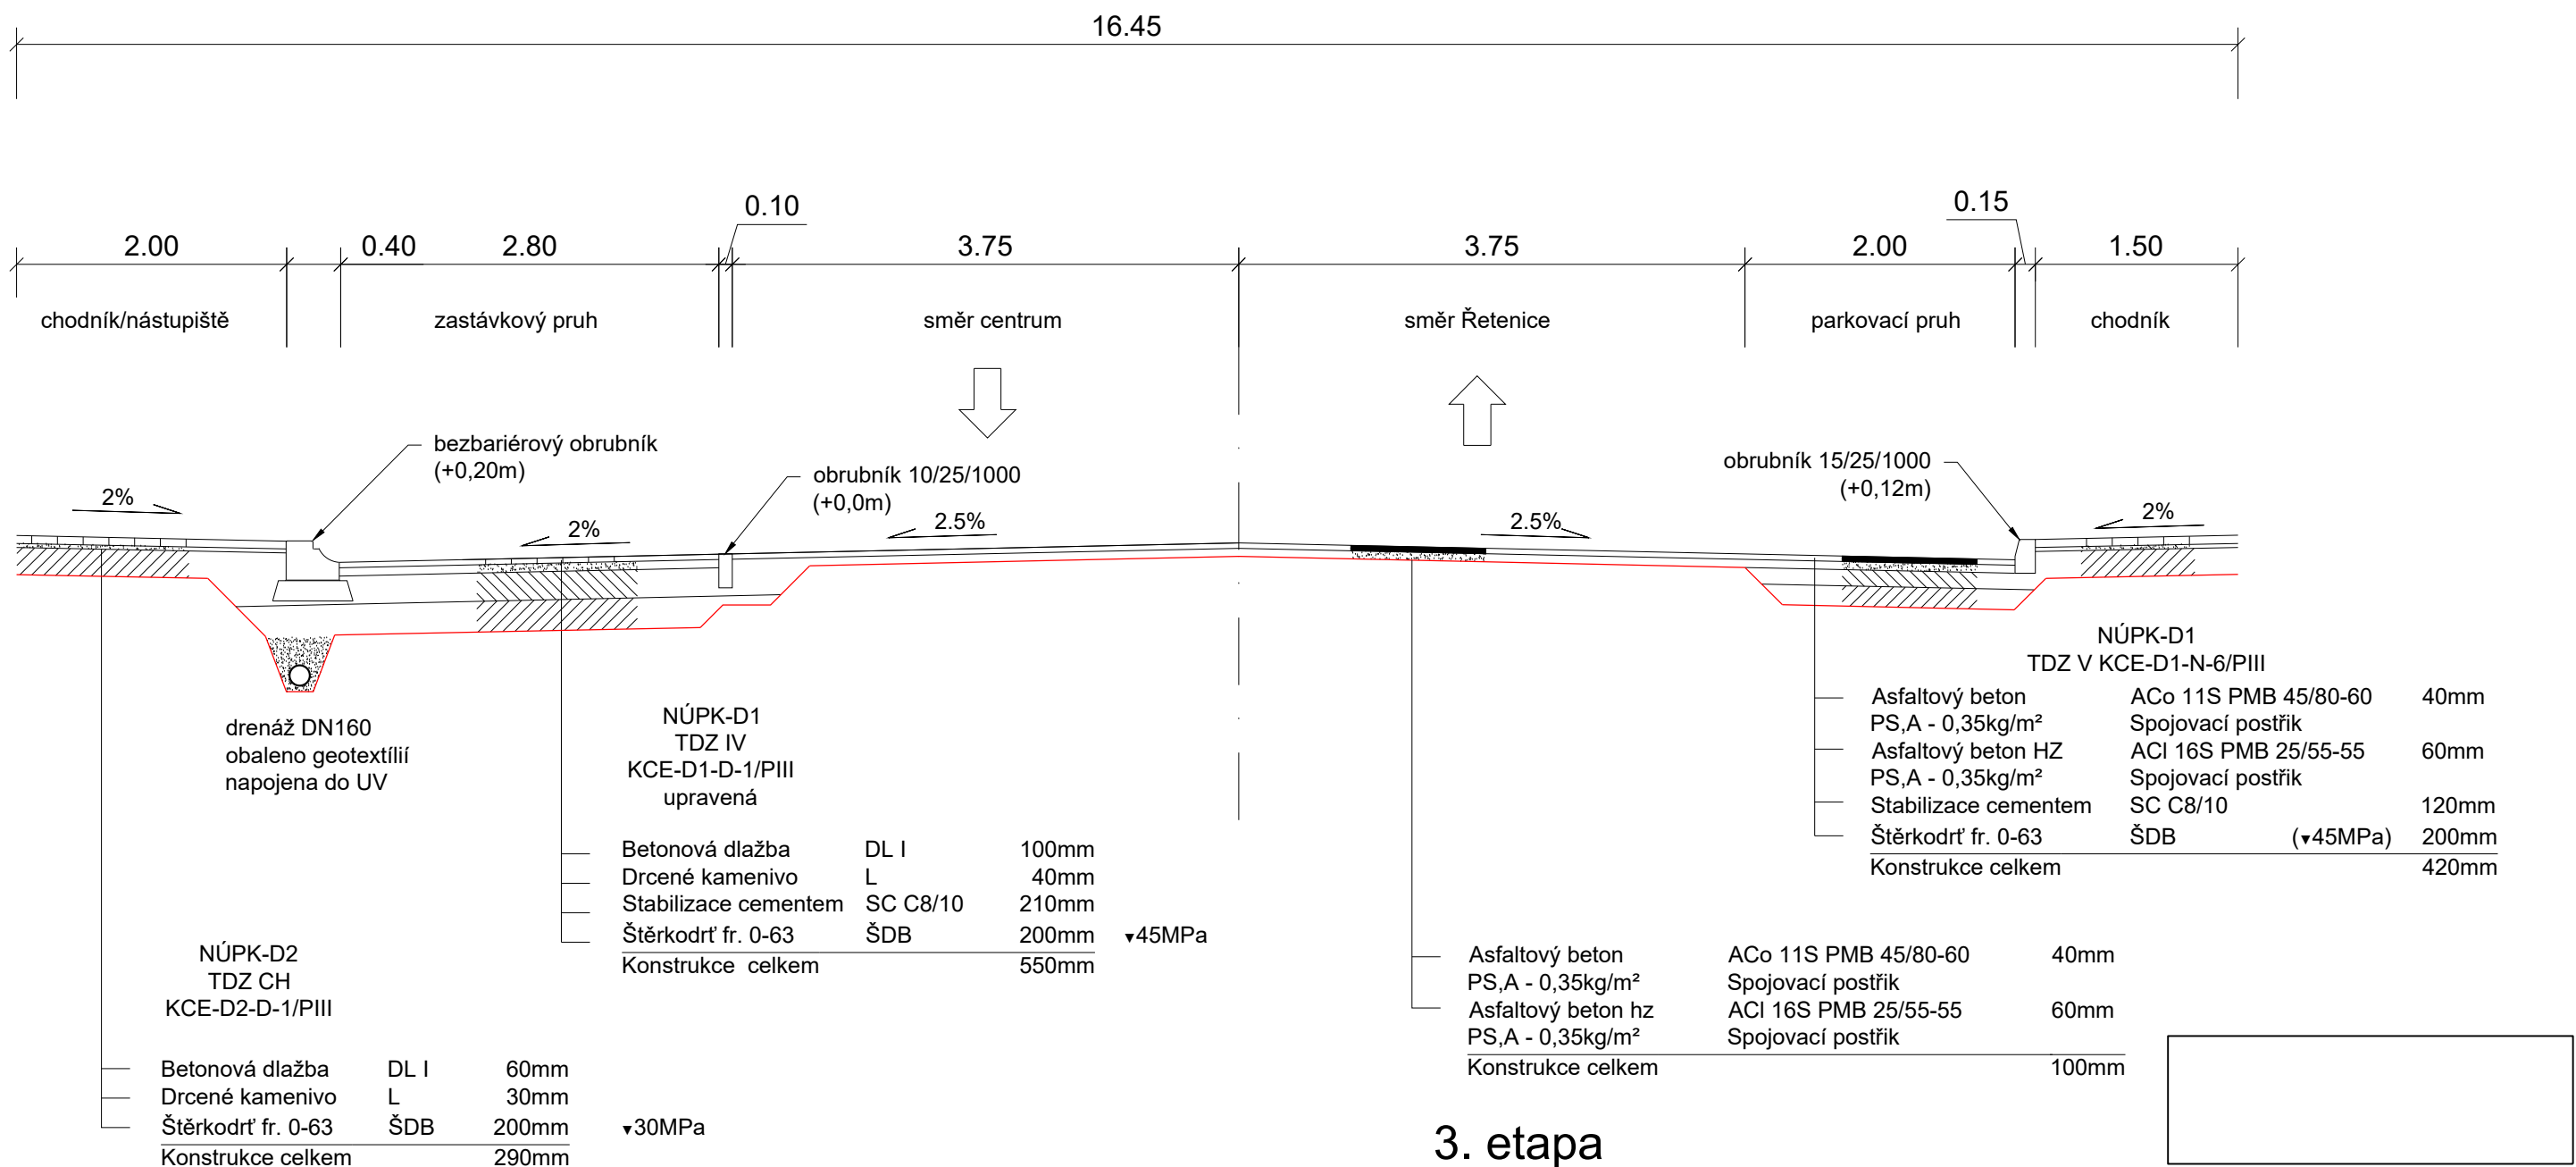 16.45
0.10
0.15
2.00 0.40 2.80 3.75 3.75 2.00 1.50
chodník/nástupiště zastávkový pruh směr centrum směr Řetenice parkovací pruh chodník
bezbariérový obrubník
(+0,20m)
obrubník 10/25/1000
(+0,0m)
obrubník 15/25/1000
(+0,12m)
2% 2% 2.5% 2.5% 2%
drenáž DN160
obaleno geotextílií
napojena do UV
NÚPK-D1
TDZ IV
KCE-D1-D-1/PIII
upravená
Betonová dlažba DL I 100mm
Drcené kamenivo L 40mm
Stabilizace cementem SC C8/10 210mm
Štěrkodrť fr. 0-63 ŠDB 200mm ▾45MPa
Konstrukce celkem 550mm
NÚPK-D1
TDZ V KCE-D1-N-6/PIII
Asfaltový beton ACo 11S PMB 45/80-60 40mm
PS,A - 0,35kg/m² Spojovací postřik
Asfaltový beton HZ ACl 16S PMB 25/55-55 60mm
PS,A - 0,35kg/m² Spojovací postřik
Stabilizace cementem SC C8/10 120mm
Štěrkodrť fr. 0-63 ŠDB (▾45MPa) 200mm
Konstrukce celkem 420mm
NÚPK-D2
TDZ CH
KCE-D2-D-1/PIII
Betonová dlažba DL I 60mm
Drcené kamenivo L 30mm
Štěrkodrť fr. 0-63 ŠDB 200mm ▾30MPa
Konstrukce celkem 290mm
Asfaltový beton ACo 11S PMB 45/80-60 40mm
PS,A - 0,35kg/m² Spojovací postřik
Asfaltový beton hz ACl 16S PMB 25/55-55 60mm
PS,A - 0,35kg/m² Spojovací postřik
Konstrukce celkem 100mm
3. etapa